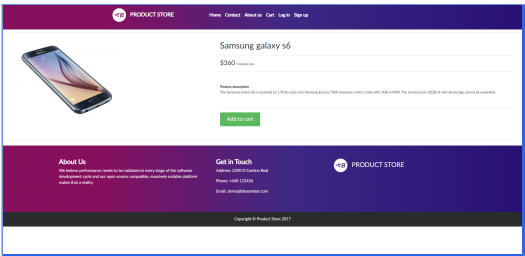 PRODUCT STORE
Home Contact About us Cart Log in Sign up
Samsung galaxy s6
$360 *includes tax
Product description
The Samsung Galaxy S6 is powered by 1.5GHz octa-core Samsung Exynos 7420 processor and it comes with 3GB of RAM. The phone packs 32GB of internal storage cannot be expanded.
Add to cart
About Us
We believe performance needs to be validated at every stage of the software
development cycle and our open source compatible, massively scalable platform
makes that a reality.
Get in Touch
Address: 2390 El Camino Real
Phone: +440 123456
Email: demo@blazemeter.com
PRODUCT STORE
Copyright © Product Store 2017